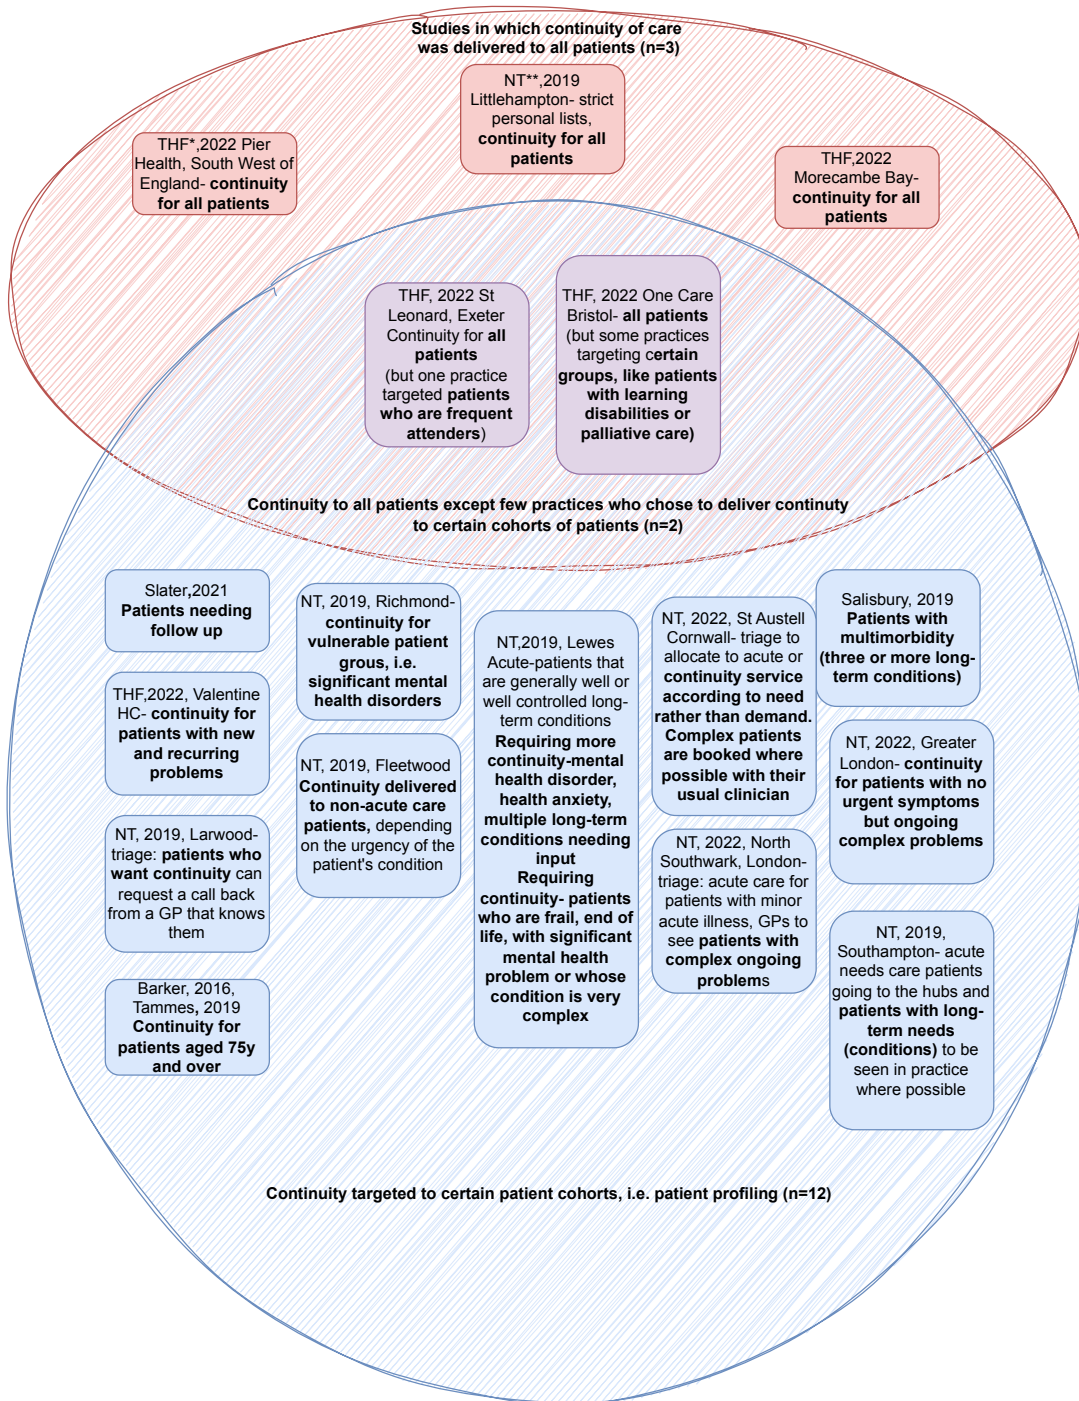 Studies in which continuity of care
was delivered to all patients (n=3)
NT**,2019
Littlehampton- strict
personal lists,
continuity for all
patients
THF*,2022 Pier
Health, South West of
England- continuity
for all patients
THF,2022
Morecambe Bay-
continuity for all
patients
THF, 2022 St
Leonard, Exeter
Continuity for all
patients
(but one practice
targeted patients
who are frequent
attenders)
THF, 2022 One Care
Bristol- all patients
(but some practices
targeting certain
groups, like patients
with learning
disabilities or
palliative care)
Continuity to all patients except few practices who chose to deliver continuty
to certain cohorts of patients (n=2)
Slater,2021
Patients needing
follow up
THF,2022, Valentine
HC- continuity for
patients with new
and recurring
problems
NT, 2019, Larwood-
triage: patients who
want continuity can
request a call back
from a GP that knows
them
Barker, 2016,
Tammes, 2019
Continuity for
patients aged 75y
and over
NT, 2019, Richmond-
continuity for
vulnerable patient
grous, i.e.
significant mental
health disorders
NT, 2019, Fleetwood
Continuity delivered
to non-acute care
patients, depending
on the urgency of the
patient's condition
NT,2019, Lewes
Acute-patients that
are generally well or
well controlled long-
term conditions
Requiring more
continuity-mental
health disorder,
health anxiety,
multiple long-term
conditions needing
input
Requiring
continuity- patients
who are frail, end of
life, with significant
mental health
problem or whose
condition is very
complex
NT, 2022, St Austell
Cornwall- triage to
allocate to acute or
continuity service
according to need
rather than demand.
Complex patients
are booked where
possible with their
usual clinician
NT, 2022, North
Southwark, London-
triage: acute care for
patients with minor
acute illness, GPs to
see patients with
complex ongoing
problems
Salisbury, 2019
Patients with
multimorbidity
(three or more long-
term conditions)
NT, 2022, Greater
London- continuity
for patients with no
urgent symptoms
but ongoing
complex problems
NT, 2019,
Southampton- acute
needs care patients
going to the hubs and
patients with long-
term needs
(conditions) to be
seen in practice
where possible
Continuity targeted to certain patient cohorts, i.e. patient profiling (n=12)